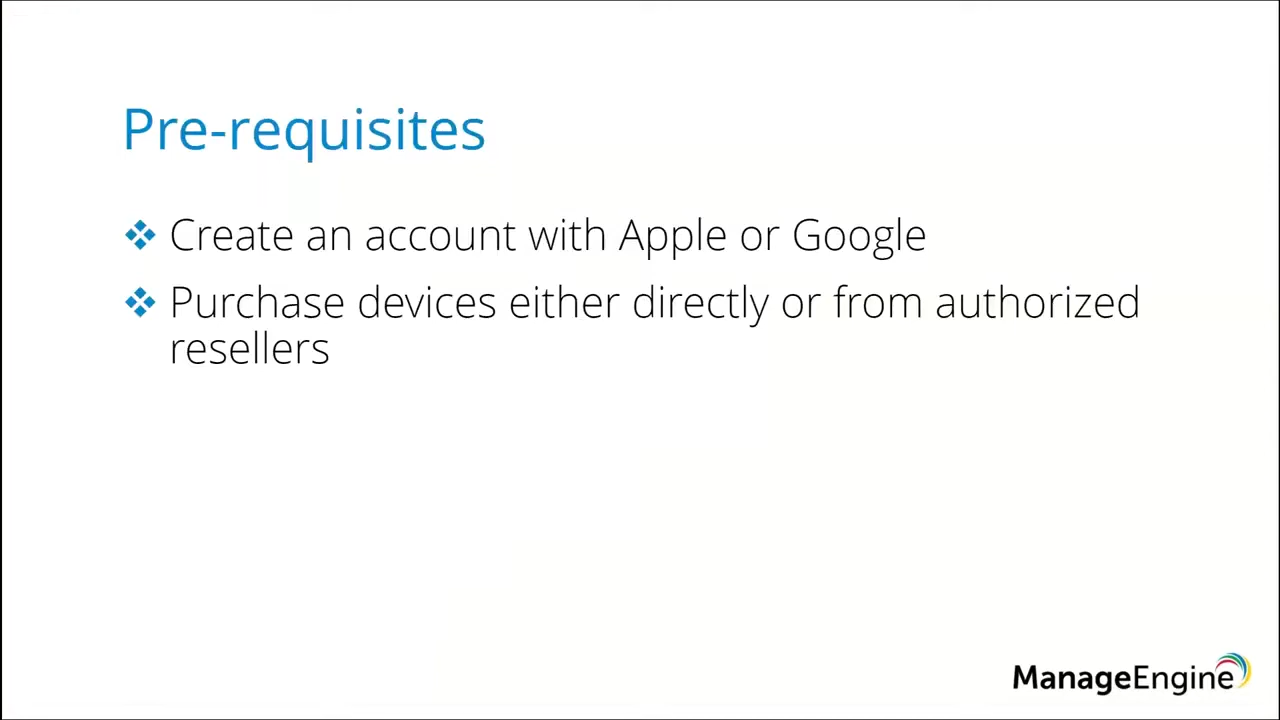 Pre-requisites
Create an account with Apple or Google
Purchase devices either directly or from authorized
resellers
ManageEngine